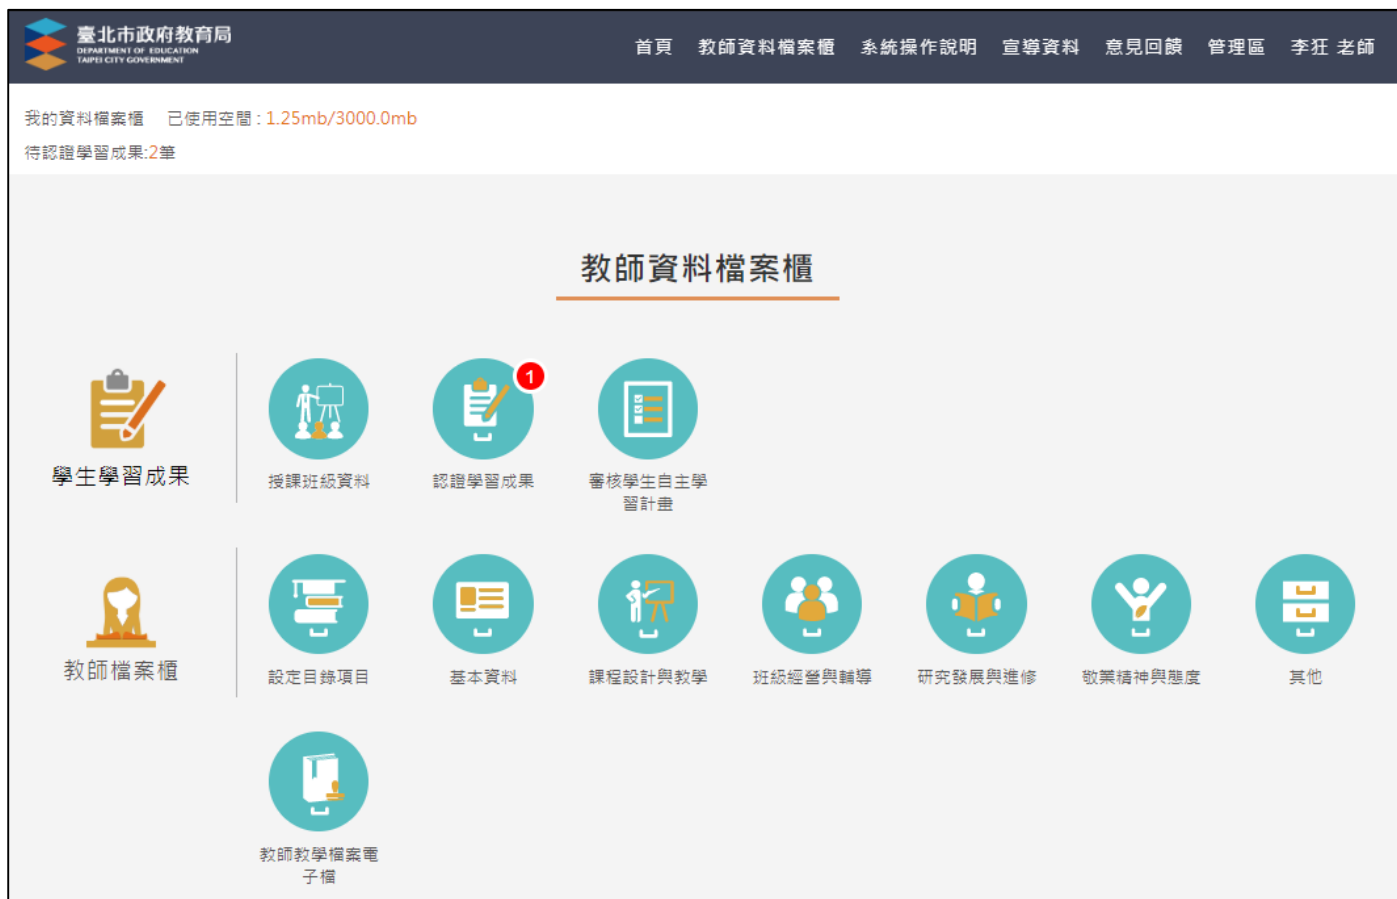 臺北市政府教育局
DEPARTMENT OF EDUCATION
TAIPEI CITY GOVERNMENT
首頁 教師資料檔案櫃 系統操作說明 宣導資料 意見回饋 管理區 李狂 老師
我的資料檔案櫃 已使用空間 : 1.25mb/3000.0mb
待認證學習成果:2筆
教師資料檔案櫃
學生學習成果
1
授課班級資料 認證學習成果 審核學生自主學
習計畫
教師檔案櫃
設定目錄項目 基本資料 課程設計與教學 班級經營與輔導 研究發展與進修 敬業精神與態度 其他
教師教學檔案電
子檔